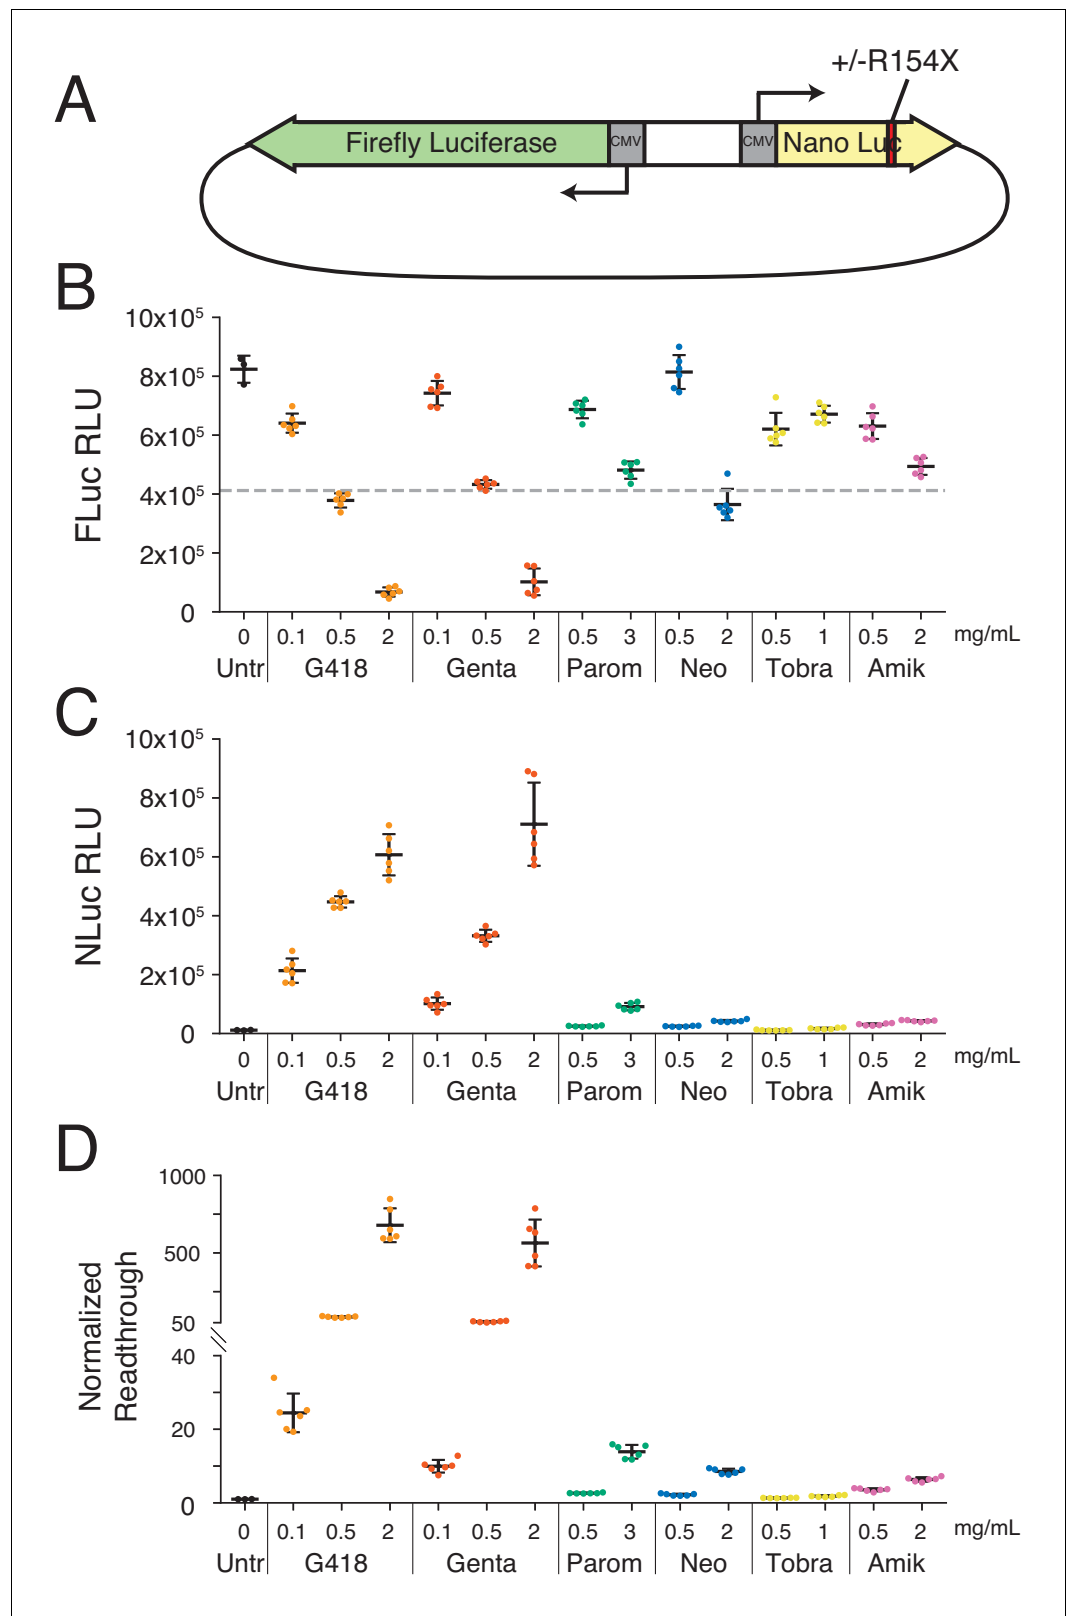 A
+/-R154X
Firefly Luciferase
CMV
CMV
Nano Luc
B
FLuc RLU
10x10⁵
8x10⁵
6x10⁵
4x10⁵
2x10⁵
0
0 0.1 0.5 2 0.1 0.5 2 0.5 3 0.5 2 0.5 1 0.5 2 mg/mL
Untr G418 Genta Parom Neo Tobra Amik
C
NLuc RLU
10x10⁵
8x10⁵
6x10⁵
4x10⁵
2x10⁵
0
0 0.1 0.5 2 0.1 0.5 2 0.5 3 0.5 2 0.5 1 0.5 2 mg/mL
Untr G418 Genta Parom Neo Tobra Amik
D
Normalized
Readthrough
1000
500
50
40
20
0
0 0.1 0.5 2 0.1 0.5 2 0.5 3 0.5 2 0.5 1 0.5 2 mg/mL
Untr G418 Genta Parom Neo Tobra Amik